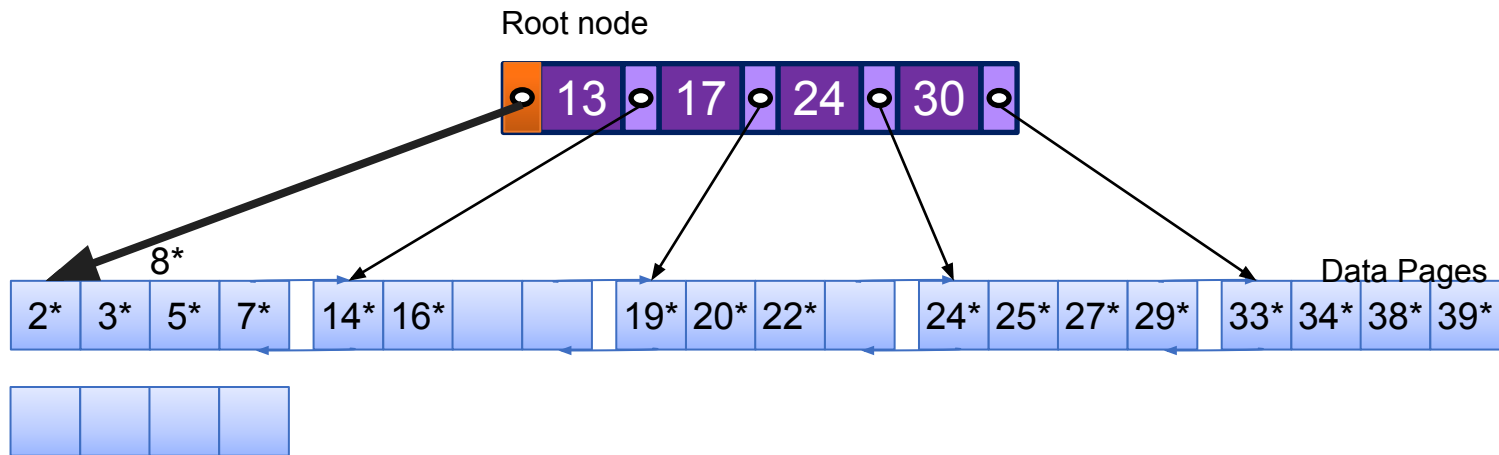 Root node
13 17 24 30
8*
Data Pages
2* 3* 5* 7* 14* 16* 19* 20* 22* 24* 25* 27* 29* 33* 34* 38* 39*